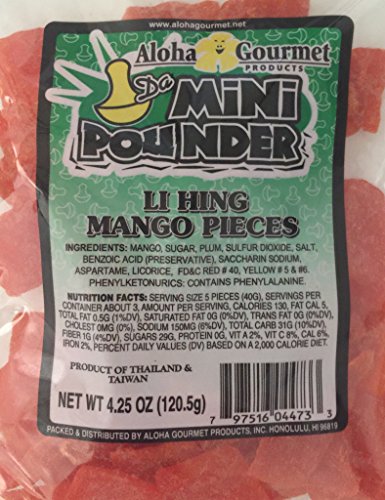 www.alohagourmet.net
Aloha Gourmet
PRODUCTS
Da MiNi
POUNDER
LI HING
MANGO PIECES
INGREDIENTS: MANGO, SUGAR, PLUM, SULFUR DIOXIDE, SALT,
BENZOIC ACID (PRESERVATIVE), SACCHARIN SODIUM,
ASPARTAME, LICORICE, FD&C RED # 40, YELLOW # 5 & #6.
PHENYLKETONURICS: CONTAINS PHENYLALANINE.
NUTRITION FACTS: SERVING SIZE 5 PIECES (40G), SERVINGS PER
CONTAINER ABOUT 3, AMOUNTS PER SERVING, CALORIES 130, FAT CAL 5,
TOTAL FAT 0.5G (1%DV), SATURATED FAT 0G (0%DV), TRANS FAT 0G (0%DV),
CHOLEST 0MG (0%), SODIUM 150MG (6%DV), TOTAL CARB 31G (10%DV),
FIBER 1G (4%DV), SUGARS 29G, PROTEIN 0G, VIT A 2%, VIT C 8%, CAL 6%,
IRON 2%, PERCENT DAILY VALUES (DV) BASED ON A 2,000 CALORIE DIET.
PRODUCT OF THAILAND &
TAIWAN
NET WT 4.25 OZ (120.5g)
7 97516 04473 3
PACKED & DISTRIBUTED BY ALOHA GOURMET PRODUCTS, INC. HONOLULU, HI 96819